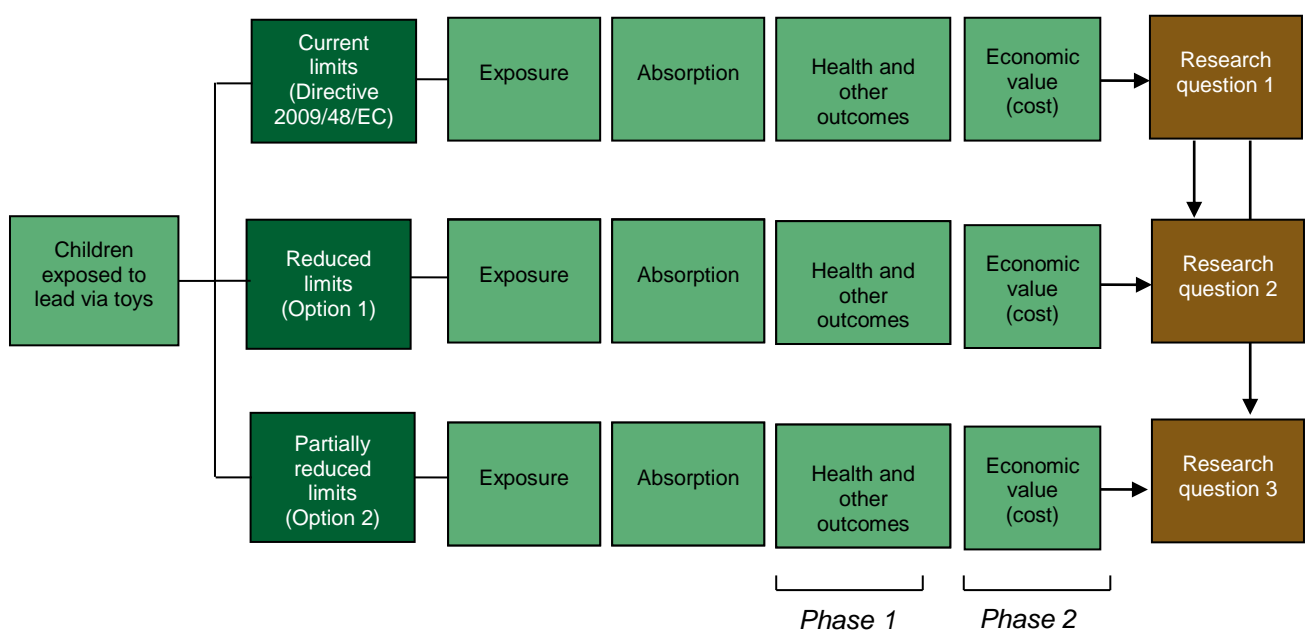 Current
limits
(Directive
2009/48/EC)
Exposure
Absorption
Health and
other
outcomes
Economic
value
(cost)
Research
question 1
Children
exposed to
lead via toys
Reduced
limits
(Option 1)
Exposure
Absorption
Health and
other
outcomes
Economic
value
(cost)
Research
question 2
Partially
reduced
limits
(Option 2)
Exposure
Absorption
Health and
other
outcomes
Economic
value
(cost)
Research
question 3
Phase 1
Phase 2